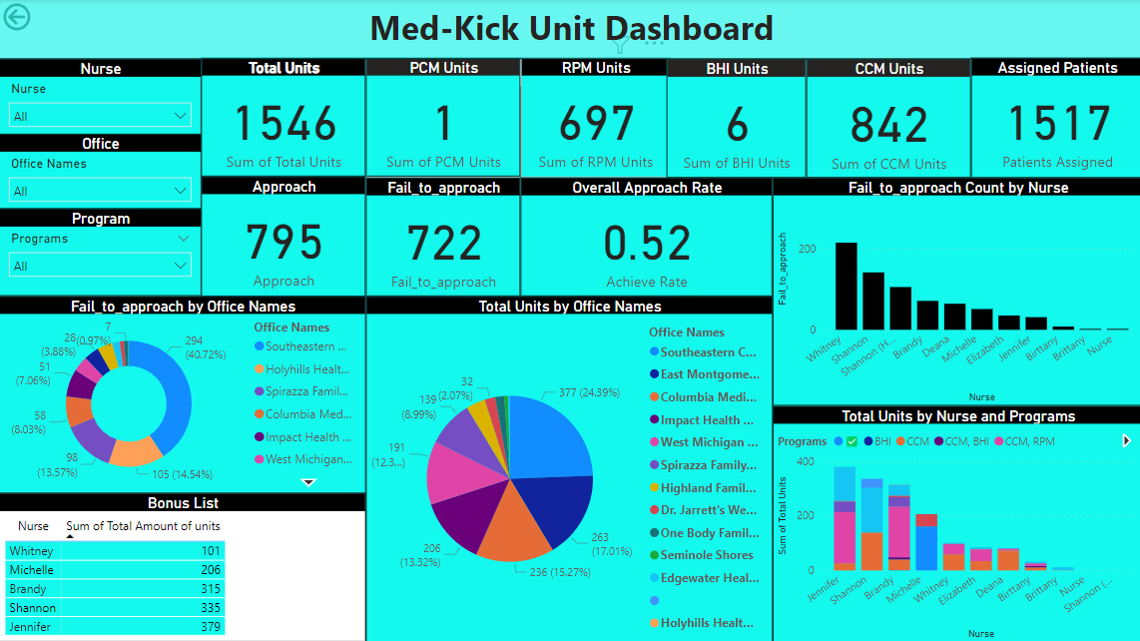 Med-Kick Unit Dashboard
Nurse
Nurse
All
Office
Office Names
All
Program
Programs
All
Total Units
1546
Sum of Total Units
PCM Units
1
Sum of PCM Units
RPM Units
697
Sum of RPM Units
BHI Units
6
Sum of BHI Units
CCM Units
842
Sum of CCM Units
Assigned Patients
1517
Patients Assigned
Approach
795
Approach
Fail_to_approach
722
Fail_to_approach
Overall Approach Rate
0.52
Achieve Rate
Fail_to_approach Count by Nurse
Fail_to_approach
200
0
Whitney
Shannon
Shannon (H...
Brandy
Deana
Michelle
Elizabeth
Jennifer
Birttany
Brittany
Nurse
Nurse
Fail_to_approach by Office Names
294
(40.72%)
105 (14.54%)
98
(13.57%)
58
(8.03%)
51
(7.06%)
28
(3.88%)
7
(0.97%)
Office Names
Southeastern ...
Holyhills Healt...
Spirazza Famil...
Columbia Med...
Impact Health ...
West Michigan...
Total Units by Office Names
377 (24.39%)
263
(17.01%)
236 (15.27%)
206
(13.32%)
191
(12.3...)
139
(8.99%)
32
(2.07%)
Office Names
Southeastern C...
East Montgome...
Columbia Medi...
Impact Health ...
West Michigan ...
Spirazza Family...
Highland Famil...
Dr. Jarrett's We...
One Body Famil...
Seminole Shores
Edgewater Heal...
Holyhills Healt...
Total Units by Nurse and Programs
Programs
BHI
CCM
CCM, BHI
CCM, RPM
Sum of Total Units
400
200
0
Jennifer
Shannon
Brandy
Michelle
Whitney
Elizabeth
Deana
Birttany
Brittany
Nurse
Shannon (...
Nurse
Bonus List
Nurse Sum of Total Amount of units
Whitney 101
Michelle 206
Brandy 315
Shannon 335
Jennifer 379